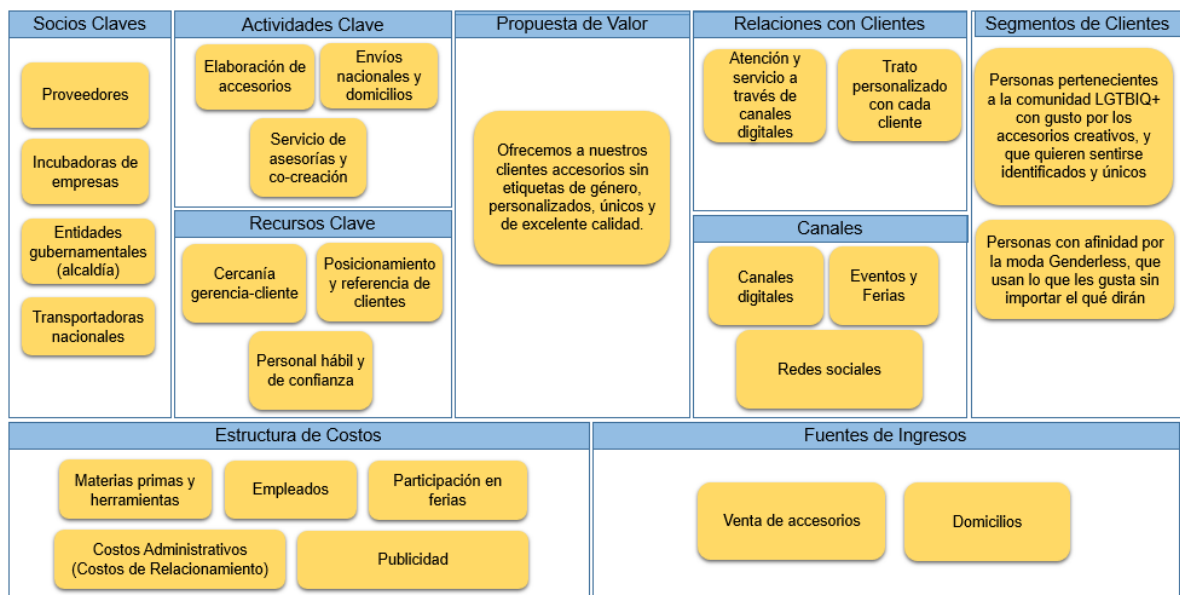 Socios Claves
Proveedores
Incubadoras de
empresas
Entidades
gubernamentales
(alcaldía)
Transportadoras
nacionales
Actividades Clave
Elaboración de
accesorios
Envíos
nacionales y
domicilios
Servicio de
asesorías y
co-creación
Recursos Clave
Cercanía
gerencia-cliente
Posicionamiento
y referencia de
clientes
Personal hábil y
de confianza
Propuesta de Valor
Ofrecemos a nuestros
clientes accesorios sin
etiquetas de género,
personalizados, únicos y
de excelente calidad.
Relaciones con Clientes
Atención y
servicio a
través de
canales
digitales
Trato
personalizado
con cada
cliente
Canales
Canales
digitales
Eventos y
Ferias
Redes sociales
Segmentos de Clientes
Personas pertenecientes
a la comunidad LGTBIQ+
con gusto por los
accesorios creativos, y
que quieren sentirse
identificados y únicos
Personas con afinidad por
la moda Genderless, que
usan lo que les gusta sin
importar el qué dirán
Estructura de Costos
Materias primas y
herramientas
Empleados
Participación en
ferias
Costos Administrativos
(Costos de Relacionamiento)
Publicidad
Fuentes de Ingresos
Venta de accesorios
Domicilios